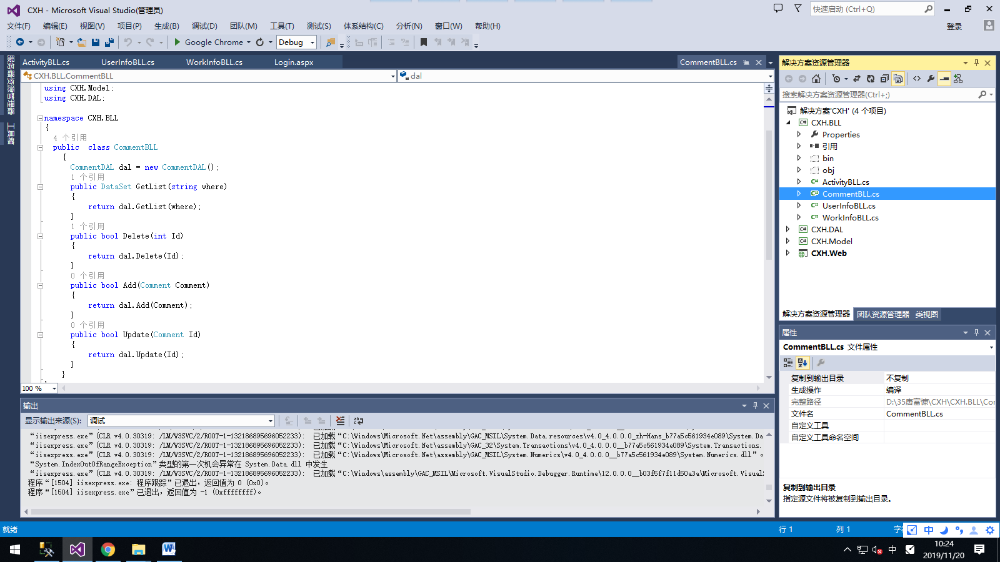 CXH - Microsoft Visual Studio(管理员)
快速启动 (Ctrl+Q)
文件(F) 编辑(E) 视图(V) 项目(P) 生成(B) 调试(D) 团队(M) 工具(T) 测试(S) 体系结构(C) 分析(N) 窗口(W) 帮助(H)
登录
Google Chrome Debug
服务器资源管理器
工具箱
ActivityBLL.cs UserInfoBLL.cs WorkInfoBLL.cs Login.aspx CommentBLL.cs
CXH.BLL.CommentBLL dal
using CXH.Model;
using CXH.DAL;
namespace CXH.BLL
{
4 个引用
public class CommentBLL
{
CommentDAL dal = new CommentDAL();
1 个引用
public DataSet GetList(string where)
{
return dal.GetList(where);
}
1 个引用
public bool Delete(int Id)
{
return dal.Delete(Id);
}
0 个引用
public bool Add(Comment Comment)
{
return dal.Add(Comment);
}
0 个引用
public bool Update(Comment Id)
{
return dal.Update(Id);
}
}
100 %
输出
显示输出来源(S): 调试
“iisexpress.exe”(CLR v4.0.30319: /LM/W3SVC/2/ROOT-1-132186895696052233): 已加载“C:\Windows\Microsoft.Net\assembly\GAC_MSIL\System.Data.resources\v4.0_4.0.0.0_zh-Hans_b77a5c561934e089\System.Da
“iisexpress.exe”(CLR v4.0.30319: /LM/W3SVC/2/ROOT-1-132186895696052233): 已加载“C:\Windows\Microsoft.Net\assembly\GAC_32\System.Transactions\v4.0_4.0.0.0__b77a5c561934e089\System.Transactions.
“iisexpress.exe”(CLR v4.0.30319: /LM/W3SVC/2/ROOT-1-132186895696052233): 已加载“C:\Windows\Microsoft.Net\assembly\GAC_MSIL\System.Numerics\v4.0_4.0.0.0__b77a5c561934e089\System.Numerics.dll”。
“System.IndexOutOfRangeException”类型的第一次机会异常在 System.Data.dll 中发生
“iisexpress.exe”(CLR v4.0.30319: /LM/W3SVC/2/ROOT-1-132186895696052233): 已加载“C:\Windows\assembly\GAC_MSIL\Microsoft.VisualStudio.Debugger.Runtime\12.0.0.0__b03f5f7f11d50a3a\Microsoft.Visual
程序“[1504] iisexpress.exe: 程序跟踪”已退出，返回值为 0 (0x0)。
程序“[1504] iisexpress.exe”已退出，返回值为 -1 (0xffffffff)。
解决方案资源管理器
搜索解决方案资源管理器(Ctrl+;)
解决方案'CXH' (4 个项目)
CXH.BLL
Properties
引用
bin
obj
ActivityBLL.cs
CommentBLL.cs
UserInfoBLL.cs
WorkInfoBLL.cs
CXH.DAL
CXH.Model
CXH.Web
解决方案资源管理器 团队资源管理器 类视图
属性
CommentBLL.cs 文件属性
复制到输出目录 不复制
生成操作 编译
完整路径 D:\35唐富慷\CXH\CXH.BLL\Cor
文件名 CommentBLL.cs
自定义工具
自定义工具命名空间
复制到输出目录
指定源文件将被复制到输出目录。
就绪 行 1 列 1 中
中
10:24
2019/11/20